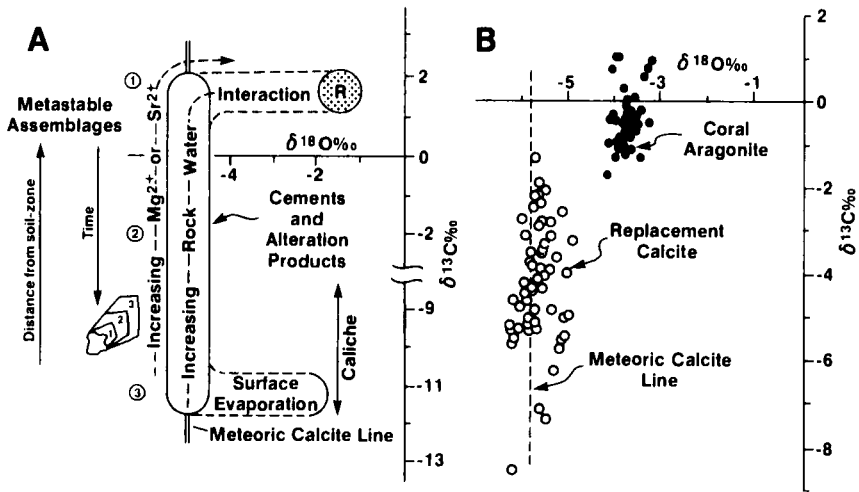 A
①
Metastable
Assemblages
Distance from soil-zone
Time
②
③
1
2
3
Increasing Mg2+ or Sr2+
Increasing Rock Water
Interaction
R
δ18O‰
-4
-2
Cements
and
Alteration
Products
Caliche
Surface
Evaporation
Meteoric Calcite Line
2
0
-2
-9
-11
-13
δ13C‰
B
δ18O‰
-5
-3
-1
Coral
Aragonite
Replacement
Calcite
Meteoric Calcite
Line
2
0
-2
-4
-6
-8
δ13C‰